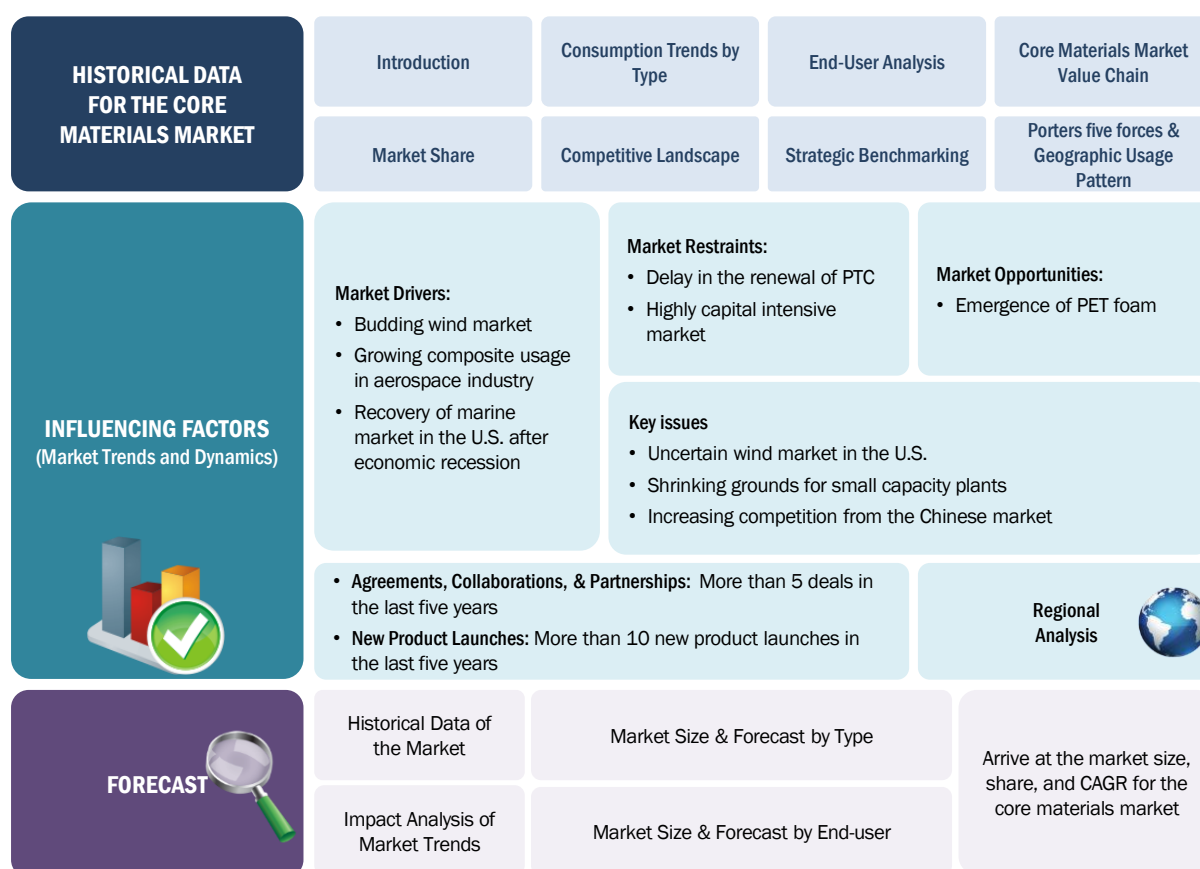 HISTORICAL DATA
FOR THE CORE
MATERIALS MARKET
Introduction
Consumption Trends by
Type
End-User Analysis
Core Materials Market
Value Chain
Market Share
Competitive Landscape
Strategic Benchmarking
Porters five forces &
Geographic Usage
Pattern
INFLUENCING FACTORS
(Market Trends and Dynamics)
Market Drivers:
• Budding wind market
• Growing composite usage
in aerospace industry
• Recovery of marine
market in the U.S. after
economic recession
Market Restraints:
• Delay in the renewal of PTC
• Highly capital intensive
market
Market Opportunities:
• Emergence of PET foam
Key issues
• Uncertain wind market in the U.S.
• Shrinking grounds for small capacity plants
• Increasing competition from the Chinese market
• Agreements, Collaborations, & Partnerships: More than 5 deals in
the last five years
• New Product Launches: More than 10 new product launches in
the last five years
Regional
Analysis
FORECAST
Historical Data of
the Market
Market Size & Forecast by Type
Impact Analysis of
Market Trends
Market Size & Forecast by End-user
Arrive at the market size,
share, and CAGR for the
core materials market